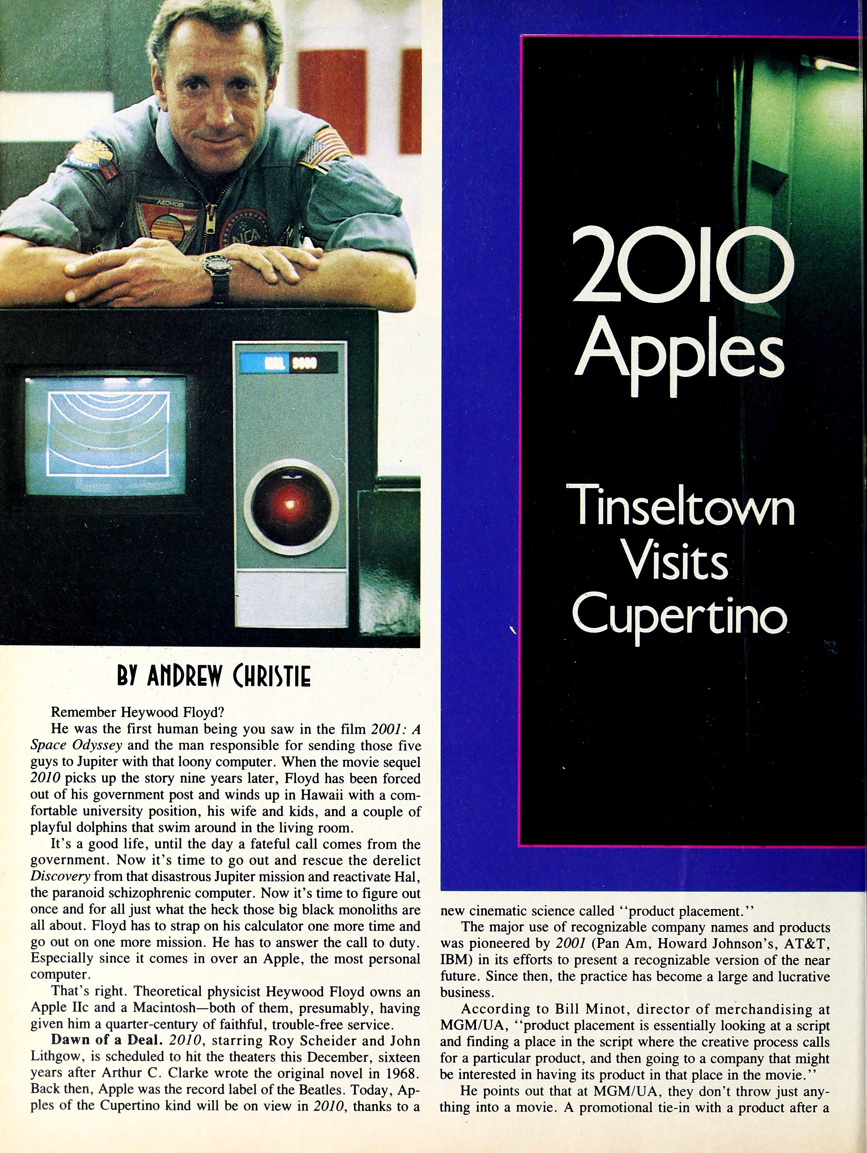 AEONOS
HAL 9000
2010
Apples
Tinseltown
Visits
Cupertino
BY ANDREW CHRISTIE
Remember Heywood Floyd?
He was the first human being you saw in the film 2001: A
Space Odyssey and the man responsible for sending those five
guys to Jupiter with that loony computer. When the movie sequel
2010 picks up the story nine years later, Floyd has been forced
out of his government post and winds up in Hawaii with a com-
fortable university position, his wife and kids, and a couple of
playful dolphins that swim around in the living room.
It's a good life, until the day a fateful call comes from the
government. Now it's time to go out and rescue the derelict
Discovery from that disastrous Jupiter mission and reactivate Hal,
the paranoid schizophrenic computer. Now it's time to figure out
once and for all just what the heck those big black monoliths are
all about. Floyd has to strap on his calculator one more time and
go out on one more mission. He has to answer the call to duty.
Especially since it comes in over an Apple, the most personal
computer.
That's right. Theoretical physicist Heywood Floyd owns an
Apple IIc and a Macintosh—both of them, presumably, having
given him a quarter-century of faithful, trouble-free service.
Dawn of a Deal. 2010, starring Roy Scheider and John
Lithgow, is scheduled to hit the theaters this December, sixteen
years after Arthur C. Clarke wrote the original novel in 1968.
Back then, Apple was the record label of the Beatles. Today, Ap-
ples of the Cupertino kind will be on view in 2010, thanks to a
new cinematic science called ‘‘product placement.’’
The major use of recognizable company names and products
was pioneered by 2001 (Pan Am, Howard Johnson's, AT&T,
IBM) in its efforts to present a recognizable version of the near
future. Since then, the practice has become a large and lucrative
business.
According to Bill Minot, director of merchandising at
MGM/UA, ‘‘product placement is essentially looking at a script
and finding a place in the script where the creative process calls
for a particular product, and then going to a company that might
be interested in having its product in that place in the movie.’’
He points out that at MGM/UA, they don't throw just any-
thing into a movie. A promotional tie-in with a product after a